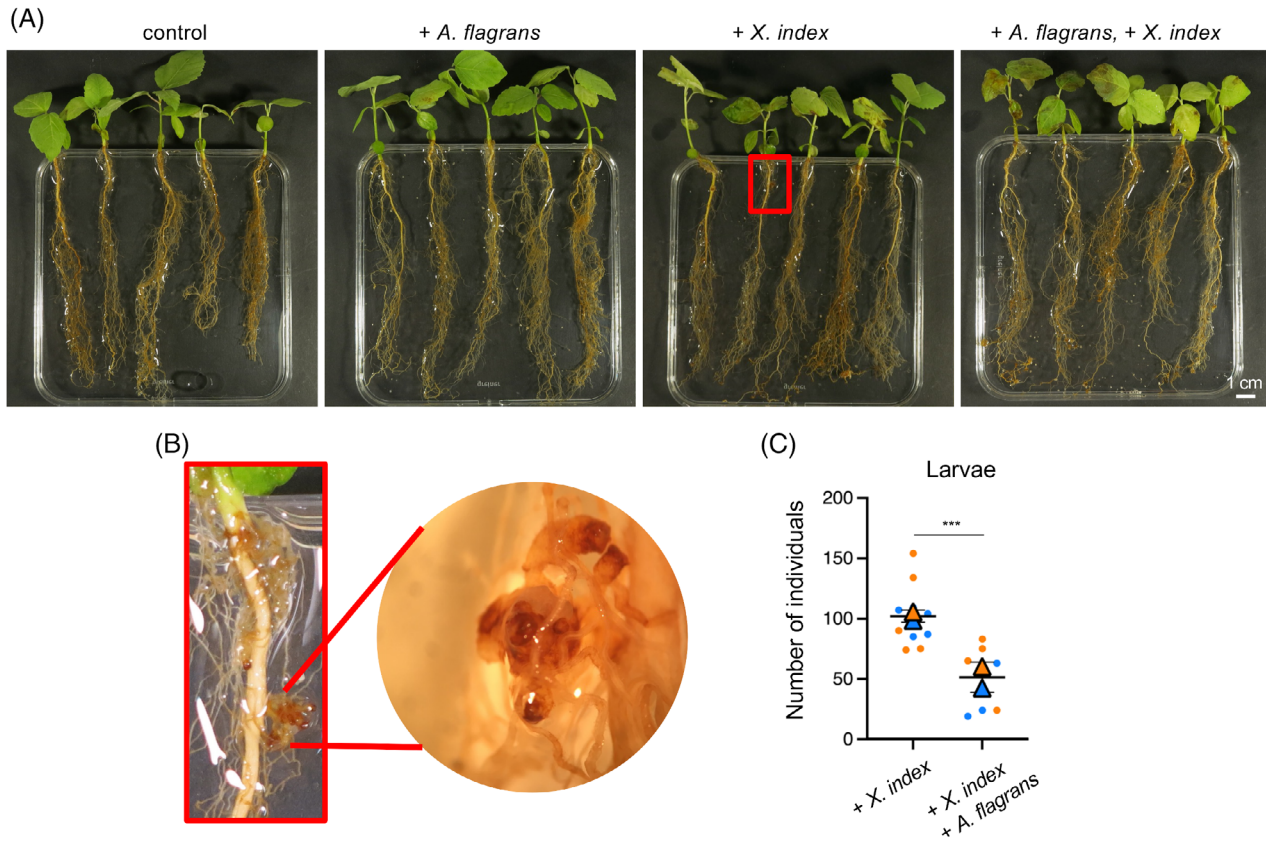 (A)
control
+ A. flagrans
+ X. index
+ A. flagrans, + X. index
1 cm
(B)
(C)
Larvae
Number of individuals
200
150
100
50
0
***
+ X. index
+ X. index
+ A. flagrans